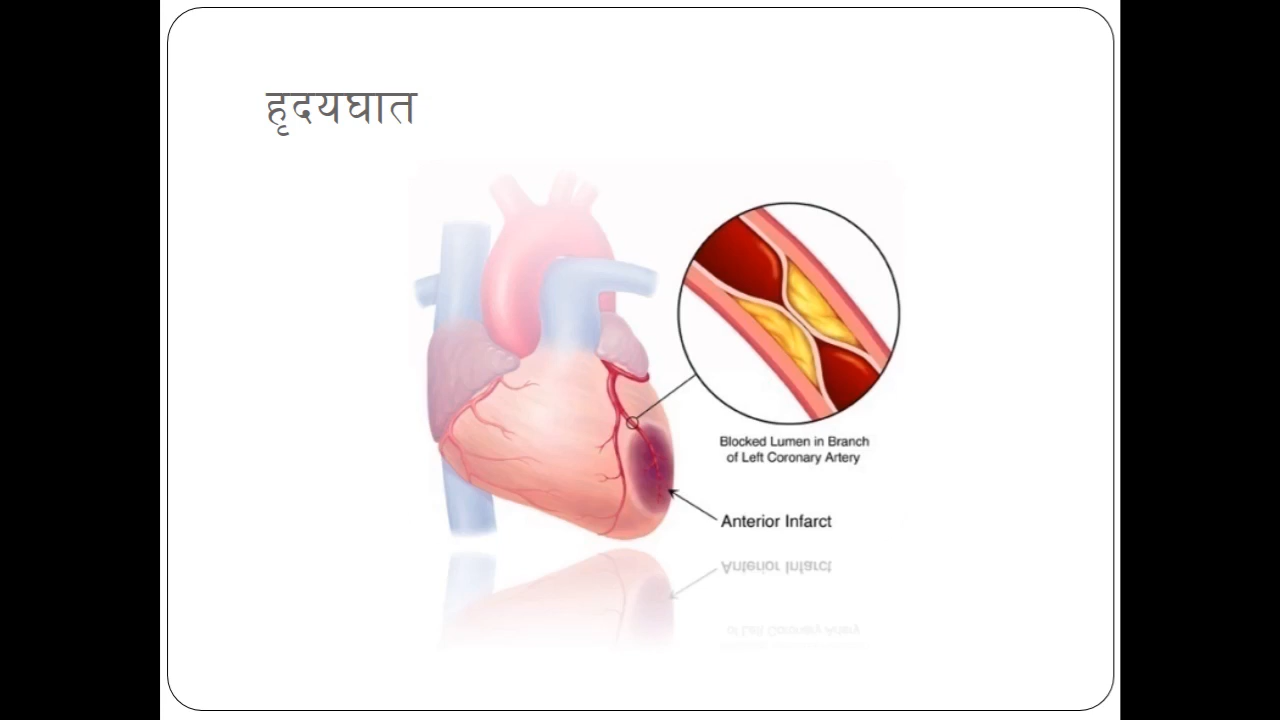 हृदयघात
Blocked Lumen in Branch
of Left Coronary Artery
Anterior Infarct